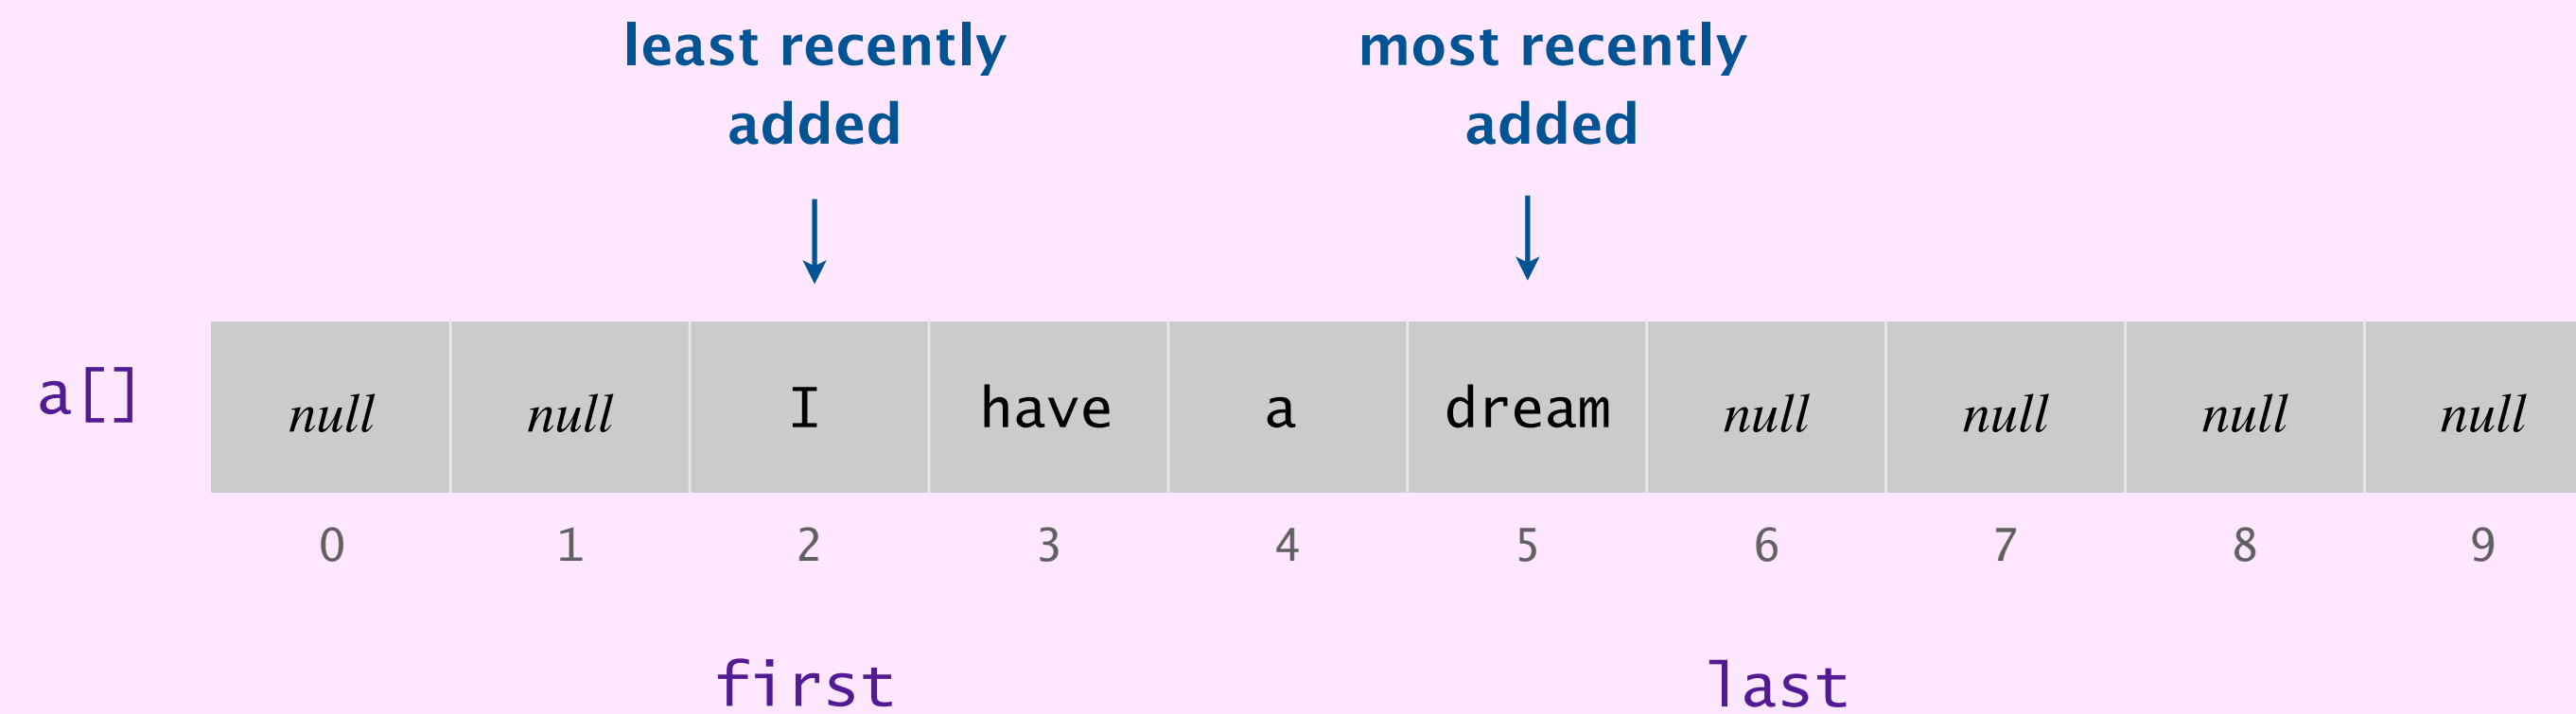 least recently
added
most recently
added
a[]
null null I have a dream null null null null
0 1 2 3 4 5 6 7 8 9
first last